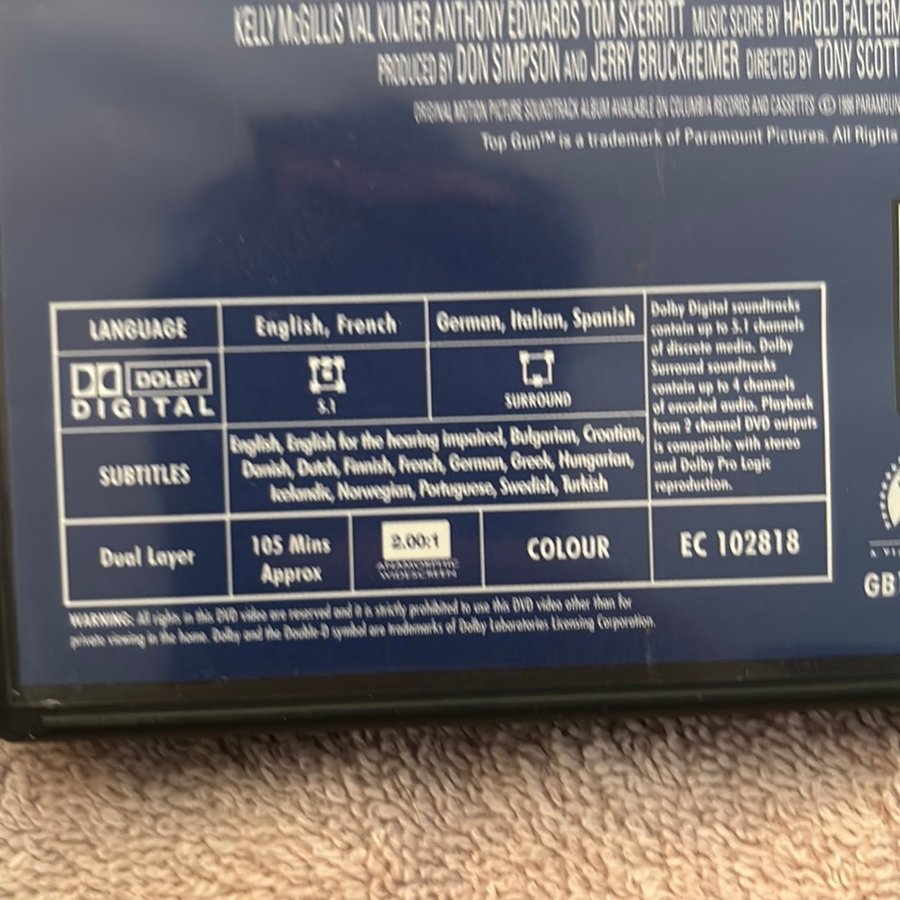 KELLY McGILLIS VAL KILMER ANTHONY EDWARDS TOM SKERRITT MUSIC SCORE BY HAROLD FALTERM
PRODUCED BY DON SIMPSON AND JERRY BRUCKHEIMER DIRECTED BY TONY SCOTT
ORIGINAL MOTION PICTURE SOUNDTRACK ALBUM AVAILABLE ON COLUMBIA RECORDS AND CASSETTES © 1986 PARAMOUN
Top Gun™ is a trademark of Paramount Pictures. All Rights
LANGUAGE
English, French
German, Italian, Spanish
DOLBY
DIGITAL
5.1
SURROUND
SUBTITLES
English, English for the hearing impaired, Bulgarian, Croatian,
Danish, Dutch, Finnish, French, German, Greek, Hungarian,
Icelandic, Norwegian, Portuguese, Swedish, Turkish
Dolby Digital soundtracks
contain up to 5.1 channels
of discrete media. Dolby
Surround soundtracks
contain up to 4 channels
of encoded audio. Playback
from 2 channel DVD outputs
is compatible with stereo
and Dolby Pro Logic
reproduction.
Dual Layer
105 Mins
Approx
2.00:1
ANAMORPHIC
WIDESCREEN
COLOUR
EC 102818
A VI
GB
WARNING: All rights in this DVD video are reserved and it is strictly prohibited to use this DVD video other than for
private viewing in the home. Dolby and the Double-D symbol are trademarks of Dolby Laboratories Licensing Corporation.